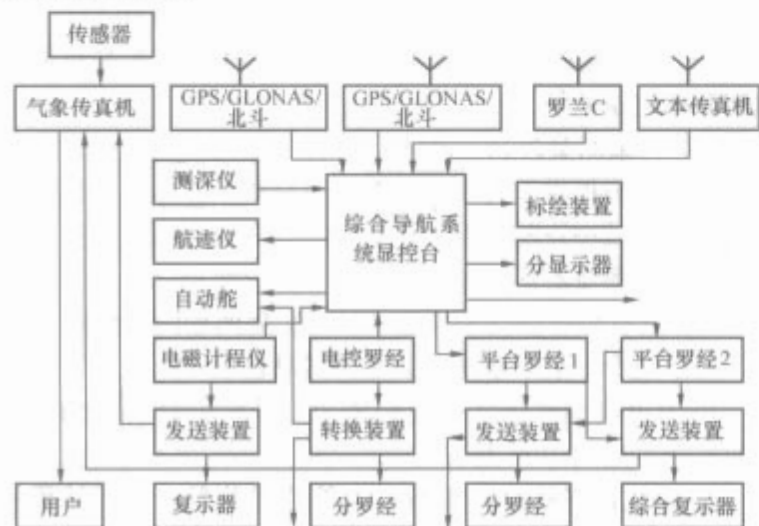 传感器
气象传真机
GPS/GLONAS/
北斗
GPS/GLONAS/
北斗
罗兰C
文本传真机
测深仪
综合导航系
统显控台
标绘装置
航迹仪
分显示器
自动舵
电磁计程仪
电控罗经
平台罗经1
平台罗经2
发送装置
转换装置
发送装置
发送装置
用户
复示器
分罗经
分罗经
综合复示器